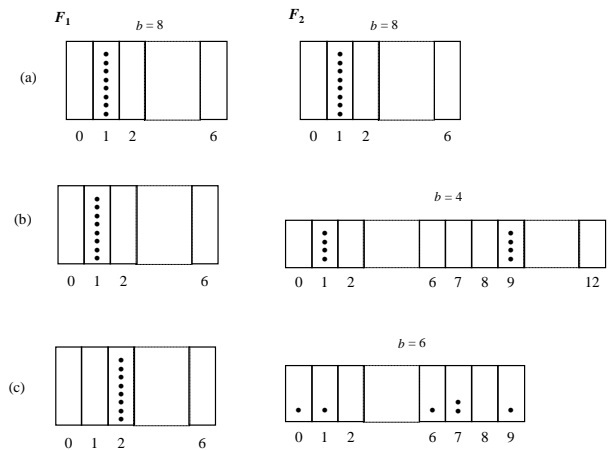 F1 F2
b = 8 b = 8
(a)
0 1 2 6 0 1 2 6
b = 4
(b)
0 1 2 6 0 1 2 6 7 8 9 12
b = 6
(c)
0 1 2 6 0 1 2 6 7 8 9